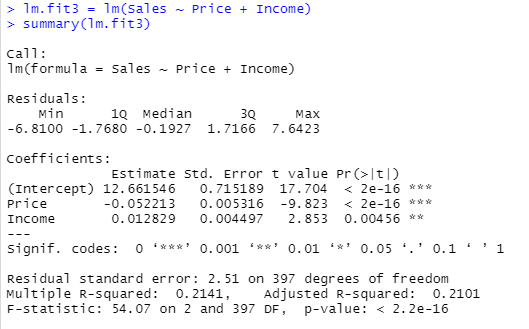 > lm.fit3 = lm(Sales ~ Price + Income)
> summary(lm.fit3)
Call:
lm(formula = Sales ~ Price + Income)
Residuals:
Min 1Q Median 3Q Max
-6.8100 -1.7680 -0.1927 1.7166 7.6423
Coefficients:
Estimate Std. Error t value Pr(>|t|)
(Intercept) 12.661546 0.715189 17.704 < 2e-16 ***
Price -0.052213 0.005316 -9.823 < 2e-16 ***
Income 0.012829 0.004497 2.853 0.00456 **
---
Signif. codes: 0 ‘***’ 0.001 ‘**’ 0.01 ‘*’ 0.05 ‘.’ 0.1 ‘ ’ 1
Residual standard error: 2.51 on 397 degrees of freedom
Multiple R-squared: 0.2141, Adjusted R-squared: 0.2101
F-statistic: 54.07 on 2 and 397 DF, p-value: < 2.2e-16